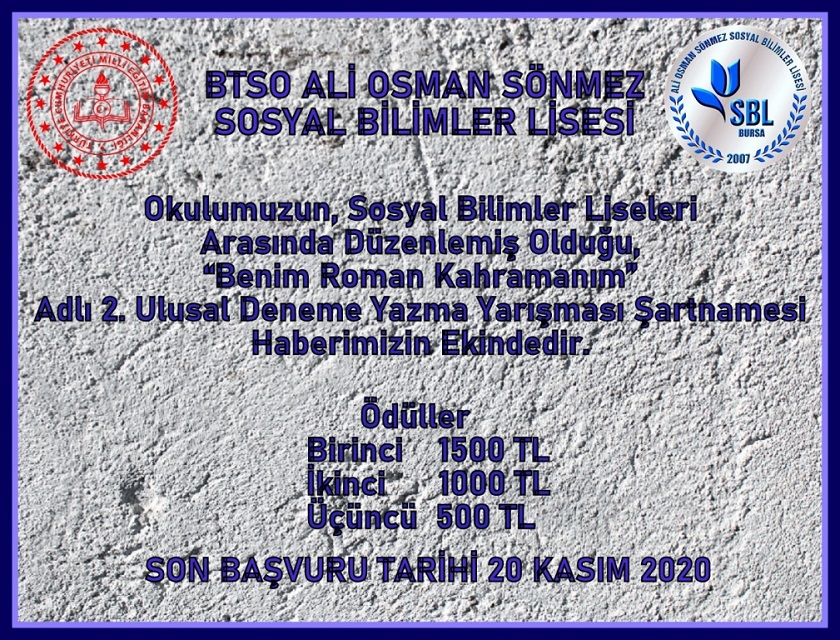 BTSO ALİ OSMAN SÖNMEZ
SOSYAL BİLİMLER LİSESİ
T.C. CUMHURİYETİ MİLLÎ EĞİTİM BAKANLIĞI
ALİ OSMAN SÖNMEZ SOSYAL BİLİMLER LİSESİ
SBL
BURSA
2007
Okulumuzun, Sosyal Bilimler Liseleri
Arasında Düzenlemiş Olduğu,
“Benim Roman Kahramanım”
Adlı 2. Ulusal Deneme Yazma Yarışması Şartnamesi
Haberimizin Ekindedir.
Ödüller
Birinci 1500 TL
İkinci 1000 TL
Üçüncü 500 TL
SON BAŞVURU TARİHİ 20 KASIM 2020